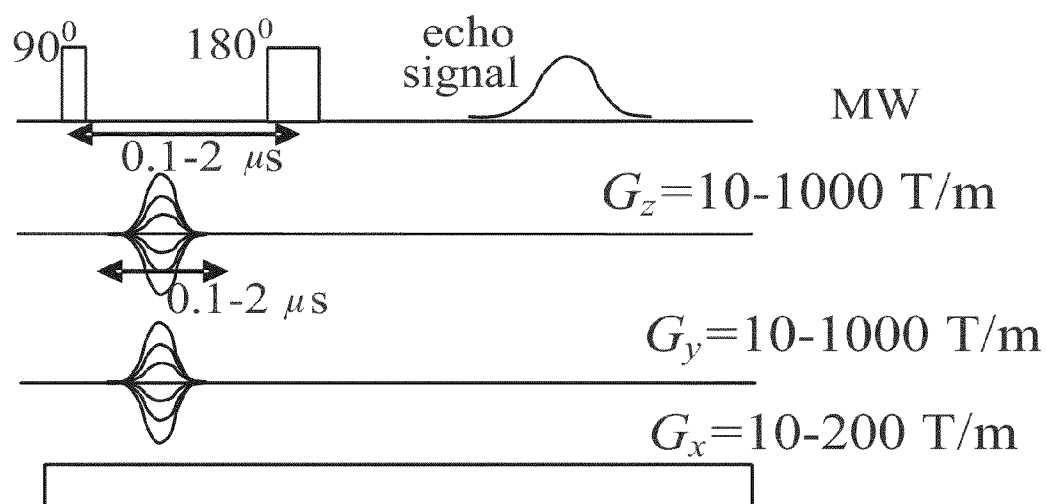 90⁰ 180⁰ echo
signal
MW
0.1-2 μs
G_z=10-1000 T/m
0.1-2 μs
G_y=10-1000 T/m
G_x=10-200 T/m